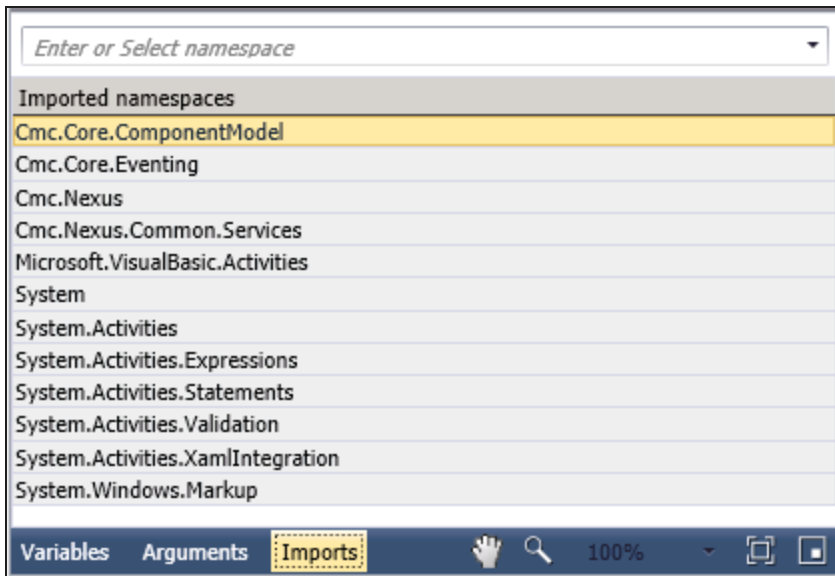 Enter or Select namespace
Imported namespaces
Cmc.Core.ComponentModel
Cmc.Core.Eventing
Cmc.Nexus
Cmc.Nexus.Common.Services
Microsoft.VisualBasic.Activities
System
System.Activities
System.Activities.Expressions
System.Activities.Statements
System.Activities.Validation
System.Activities.XamlIntegration
System.Windows.Markup
Variables Arguments Imports 100%